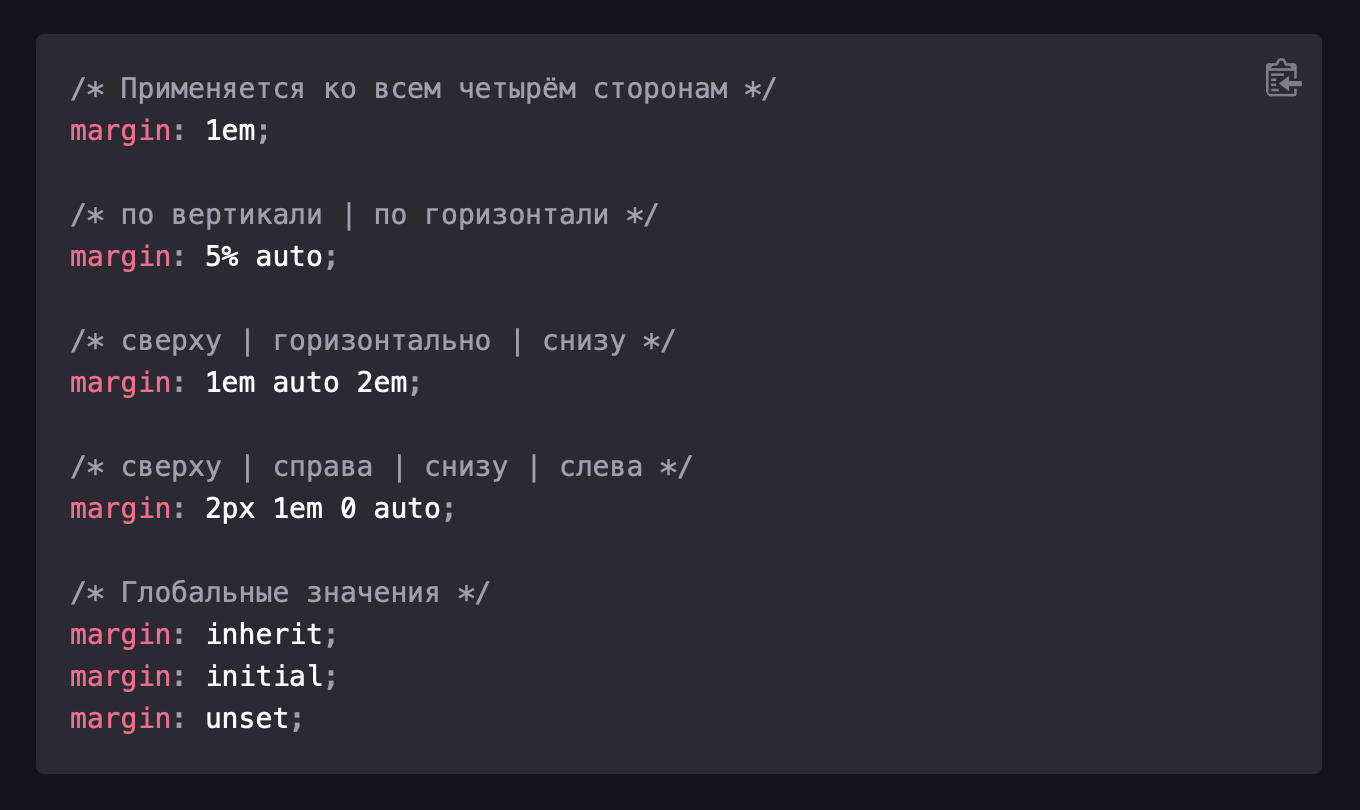 /* Применяется ко всем четырём сторонам */
margin: 1em;
/* по вертикали | по горизонтали */
margin: 5% auto;
/* сверху | горизонтально | снизу */
margin: 1em auto 2em;
/* сверху | справа | снизу | слева */
margin: 2px 1em 0 auto;
/* Глобальные значения */
margin: inherit;
margin: initial;
margin: unset;